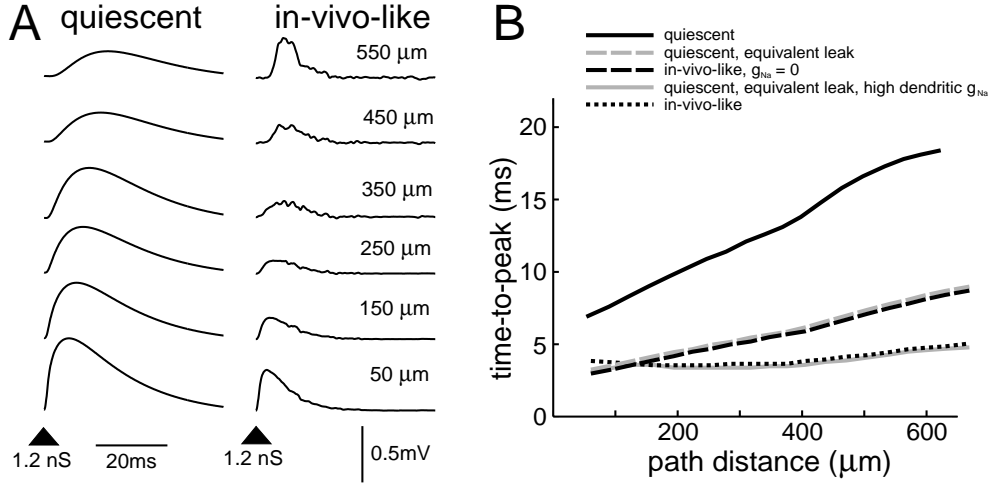 A
quiescent
in-vivo-like
550 μm
450 μm
350 μm
250 μm
150 μm
50 μm
1.2 nS
20ms
1.2 nS
0.5mV
B
quiescent
quiescent, equivalent leak
in-vivo-like, gNa = 0
quiescent, equivalent leak, high dendritic gNa
in-vivo-like
time-to-peak (ms)
20
15
10
5
0
200
400
600
path distance (μm)